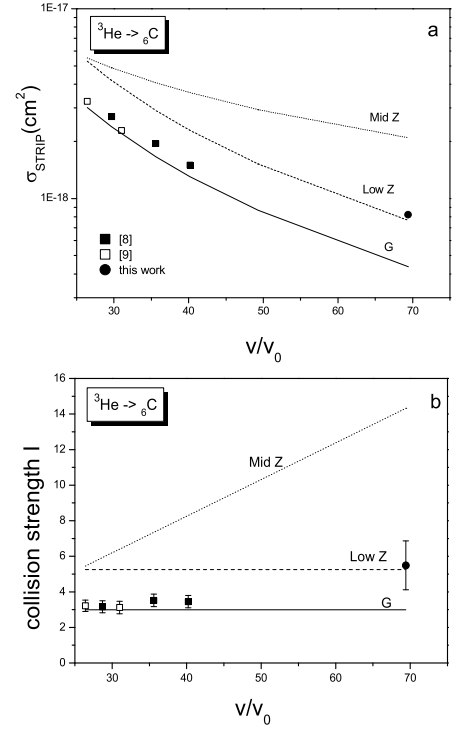 1E-17
³He -> ₆C
a
Mid Z
σSTRIP(cm²)
1E-18
Low Z
G
[8]
[9]
this work
30 40 50 60 70
v/v₀
16
³He -> ₆C
b
14
12
Mid Z
10
8
collision strength I
6
Low Z
4
G
2
0
30 40 50 60 70
v/v₀